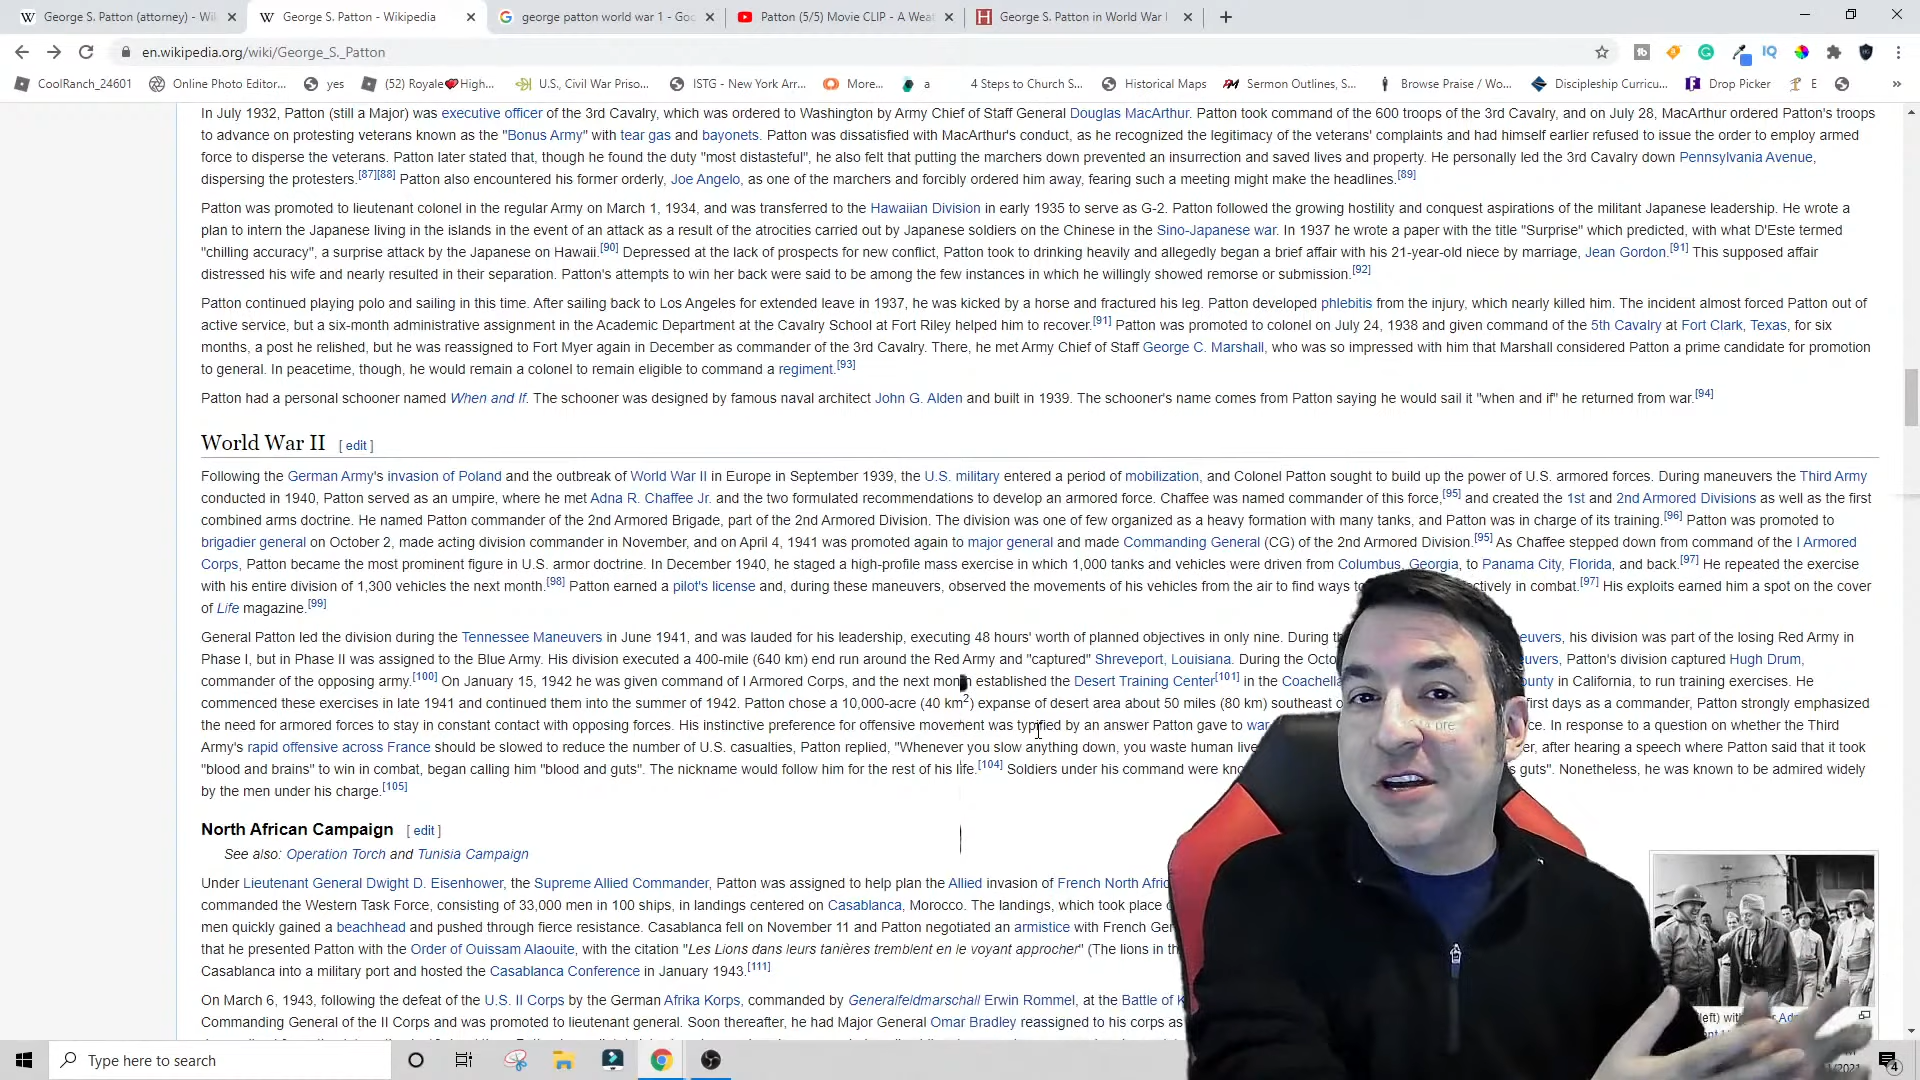 George S. Patton (attorney) - Wi
George S. Patton - Wikipedia
george patton world war 1 - Goo
Patton (5/5) Movie CLIP - A Weal
George S. Patton in World War I
en.wikipedia.org/wiki/George_S._Patton
CoolRanch_24601
Online Photo Editor...
yes
(52) Royale❤High...
U.S., Civil War Priso...
ISTG - New York Arr...
More...
a
4 Steps to Church S...
Historical Maps
Sermon Outlines, S...
Browse Praise / Wo...
Discipleship Curricu...
Drop Picker
E
»
In July 1932, Patton (still a Major) was executive officer of the 3rd Cavalry, which was ordered to Washington by Army Chief of Staff General Douglas MacArthur. Patton took command of the 600 troops of the 3rd Cavalry, and on July 28, MacArthur ordered Patton's troops
to advance on protesting veterans known as the "Bonus Army" with tear gas and bayonets. Patton was dissatisfied with MacArthur's conduct, as he recognized the legitimacy of the veterans' complaints and had himself earlier refused to issue the order to employ armed
force to disperse the veterans. Patton later stated that, though he found the duty "most distasteful", he also felt that putting the marchers down prevented an insurrection and saved lives and property. He personally led the 3rd Cavalry down Pennsylvania Avenue,
dispersing the protesters.[87][88] Patton also encountered his former orderly, Joe Angelo, as one of the marchers and forcibly ordered him away, fearing such a meeting might make the headlines.[89]
Patton was promoted to lieutenant colonel in the regular Army on March 1, 1934, and was transferred to the Hawaiian Division in early 1935 to serve as G-2. Patton followed the growing hostility and conquest aspirations of the militant Japanese leadership. He wrote a
plan to intern the Japanese living in the islands in the event of an attack as a result of the atrocities carried out by Japanese soldiers on the Chinese in the Sino-Japanese war. In 1937 he wrote a paper with the title "Surprise" which predicted, with what D'Este termed
"chilling accuracy", a surprise attack by the Japanese on Hawaii.[90] Depressed at the lack of prospects for new conflict, Patton took to drinking heavily and allegedly began a brief affair with his 21-year-old niece by marriage, Jean Gordon.[91] This supposed affair
distressed his wife and nearly resulted in their separation. Patton's attempts to win her back were said to be among the few instances in which he willingly showed remorse or submission.[92]
Patton continued playing polo and sailing in this time. After sailing back to Los Angeles for extended leave in 1937, he was kicked by a horse and fractured his leg. Patton developed phlebitis from the injury, which nearly killed him. The incident almost forced Patton out of
active service, but a six-month administrative assignment in the Academic Department at the Cavalry School at Fort Riley helped him to recover.[91] Patton was promoted to colonel on July 24, 1938 and given command of the 5th Cavalry at Fort Clark, Texas, for six
months, a post he relished, but he was reassigned to Fort Myer again in December as commander of the 3rd Cavalry. There, he met Army Chief of Staff George C. Marshall, who was so impressed with him that Marshall considered Patton a prime candidate for promotion
to general. In peacetime, though, he would remain a colonel to remain eligible to command a regiment.[93]
Patton had a personal schooner named When and If. The schooner was designed by famous naval architect John G. Alden and built in 1939. The schooner's name comes from Patton saying he would sail it "when and if" he returned from war.[94]
World War II [ edit ]
Following the German Army's invasion of Poland and the outbreak of World War II in Europe in September 1939, the U.S. military entered a period of mobilization, and Colonel Patton sought to build up the power of U.S. armored forces. During maneuvers the Third Army
conducted in 1940, Patton served as an umpire, where he met Adna R. Chaffee Jr. and the two formulated recommendations to develop an armored force. Chaffee was named commander of this force,[95] and created the 1st and 2nd Armored Divisions as well as the first
combined arms doctrine. He named Patton commander of the 2nd Armored Brigade, part of the 2nd Armored Division. The division was one of few organized as a heavy formation with many tanks, and Patton was in charge of its training.[96] Patton was promoted to
brigadier general on October 2, made acting division commander in November, and on April 4, 1941 was promoted again to major general and made Commanding General (CG) of the 2nd Armored Division.[95] As Chaffee stepped down from command of the I Armored
Corps, Patton became the most prominent figure in U.S. armor doctrine. In December 1940, he staged a high-profile mass exercise in which 1,000 tanks and vehicles were driven from Columbus, Georgia, to Panama City, Florida, and back.[97] He repeated the exercise
with his entire division of 1,300 vehicles the next month.[98] Patton earned a pilot's license and, during these maneuvers, observed the movements of his vehicles from the air to find ways to ectively in combat.[97] His exploits earned him a spot on the cover
of Life magazine.[99]
General Patton led the division during the Tennessee Maneuvers in June 1941, and was lauded for his leadership, executing 48 hours' worth of planned objectives in only nine. During th euvers, his division was part of the losing Red Army in
Phase I, but in Phase II was assigned to the Blue Army. His division executed a 400-mile (640 km) end run around the Red Army and "captured" Shreveport, Louisiana. During the Octo euvers, Patton's division captured Hugh Drum,
commander of the opposing army.[100] On January 15, 1942 he was given command of I Armored Corps, and the next month established the Desert Training Center[101] in the Coachella ounty in California, to run training exercises. He
commenced these exercises in late 1941 and continued them into the summer of 1942. Patton chose a 10,000-acre (40 km2) expanse of desert area about 50 miles (80 km) southeast o first days as a commander, Patton strongly emphasized
the need for armored forces to stay in constant contact with opposing forces. His instinctive preference for offensive movement was typified by an answer Patton gave to war ce. In response to a question on whether the Third
Army's rapid offensive across France should be slowed to reduce the number of U.S. casualties, Patton replied, "Whenever you slow anything down, you waste human live er, after hearing a speech where Patton said that it took
"blood and brains" to win in combat, began calling him "blood and guts". The nickname would follow him for the rest of his life.[104] Soldiers under his command were kno s guts". Nonetheless, he was known to be admired widely
by the men under his charge.[105]
North African Campaign [ edit ]
See also: Operation Torch and Tunisia Campaign
Under Lieutenant General Dwight D. Eisenhower, the Supreme Allied Commander, Patton was assigned to help plan the Allied invasion of French North Afric
commanded the Western Task Force, consisting of 33,000 men in 100 ships, in landings centered on Casablanca, Morocco. The landings, which took place o
men quickly gained a beachhead and pushed through fierce resistance. Casablanca fell on November 11 and Patton negotiated an armistice with French Ger
that he presented Patton with the Order of Ouissam Alaouite, with the citation "Les Lions dans leurs tanières tremblent en le voyant approcher" (The lions in th
Casablanca into a military port and hosted the Casablanca Conference in January 1943.[111]
On March 6, 1943, following the defeat of the U.S. II Corps by the German Afrika Korps, commanded by Generalfeldmarschall Erwin Rommel, at the Battle of K
Commanding General of the II Corps and was promoted to lieutenant general. Soon thereafter, he had Major General Omar Bradley reassigned to his corps as
left) with
Type here to search
4